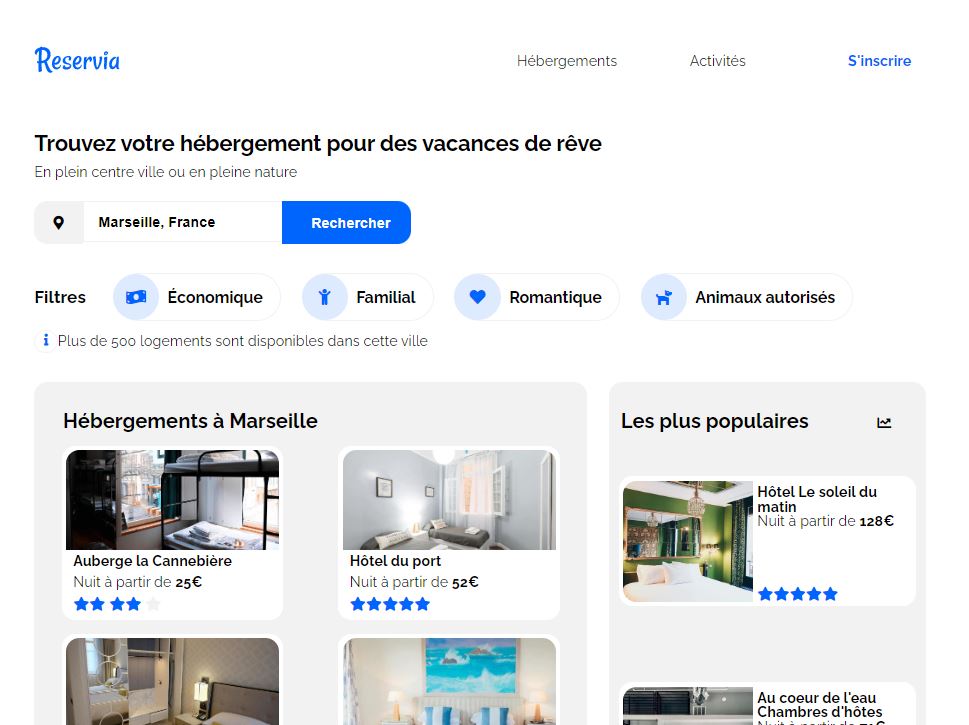 Reservia
Hébergements
Activités
S'inscrire
Trouvez votre hébergement pour des vacances de rêve
En plein centre ville ou en pleine nature
Marseille, France
Rechercher
Filtres
Économique
Familial
Romantique
Animaux autorisés
Plus de 500 logements sont disponibles dans cette ville
Hébergements à Marseille
Auberge la Cannebière
Nuit à partir de 25€
Hôtel du port
Nuit à partir de 52€
Les plus populaires
Hôtel Le soleil du
matin
Nuit à partir de 128€
Au coeur de l'eau
Chambres d'hôtes